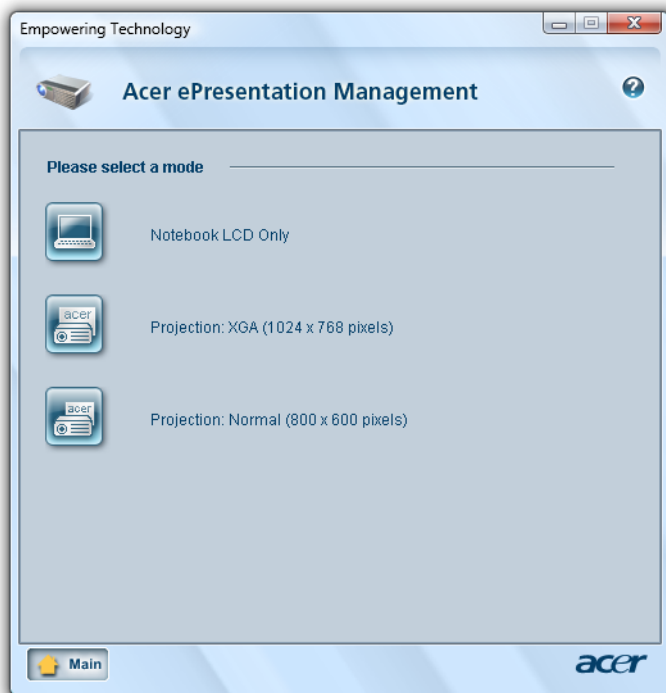 Empowering Technology
Acer ePresentation Management
Please select a mode
Notebook LCD Only
acer
Projection: XGA (1024 x 768 pixels)
acer
Projection: Normal (800 x 600 pixels)
Main
acer